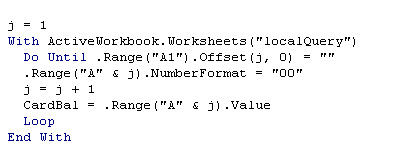 j = 1
With ActiveWorkbook.Worksheets("localQuery")
Do Until .Range("A1").Offset(j, 0) = ""
.Range("A" & j).NumberFormat = "00"
j = j + 1
CardBal = .Range("A" & j).Value
Loop
End With